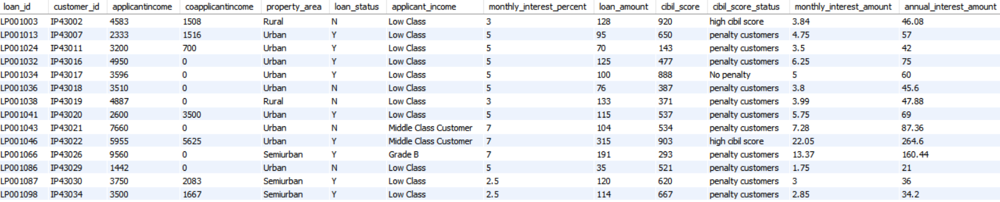 loan_id customer_id applicantincome coapplicantincome property_area loan_status applicant_income monthly_interest_percent loan_amount cibil_score cibil_score_status monthly_interest_amount annual_interest_amount
LP001003 IP43002 4583 1508 Rural N Low Class 3 128 920 high cibil score 3.84 46.08
LP001013 IP43007 2333 1516 Urban Y Low Class 5 95 650 penalty customers 4.75 57
LP001024 IP43011 3200 700 Urban Y Low Class 5 70 143 penalty customers 3.5 42
LP001032 IP43016 4950 0 Urban Y Low Class 5 125 477 penalty customers 6.25 75
LP001034 IP43017 3596 0 Urban Y Low Class 5 100 888 No penalty 5 60
LP001036 IP43018 3510 0 Urban N Low Class 5 76 387 penalty customers 3.8 45.6
LP001038 IP43019 4887 0 Rural N Low Class 3 133 371 penalty customers 3.99 47.88
LP001041 IP43020 2600 3500 Urban Y Low Class 5 115 537 penalty customers 5.75 69
LP001043 IP43021 7660 0 Urban N Middle Class Customer 7 104 534 penalty customers 7.28 87.36
LP001046 IP43022 5955 5625 Urban Y Middle Class Customer 7 315 903 high cibil score 22.05 264.6
LP001066 IP43026 9560 0 Semiurban Y Grade B 7 191 293 penalty customers 13.37 160.44
LP001086 IP43029 1442 0 Urban N Low Class 5 35 521 penalty customers 1.75 21
LP001087 IP43030 3750 2083 Semiurban Y Low Class 2.5 120 620 penalty customers 3 36
LP001098 IP43034 3500 1667 Semiurban Y Low Class 2.5 114 667 penalty customers 2.85 34.2